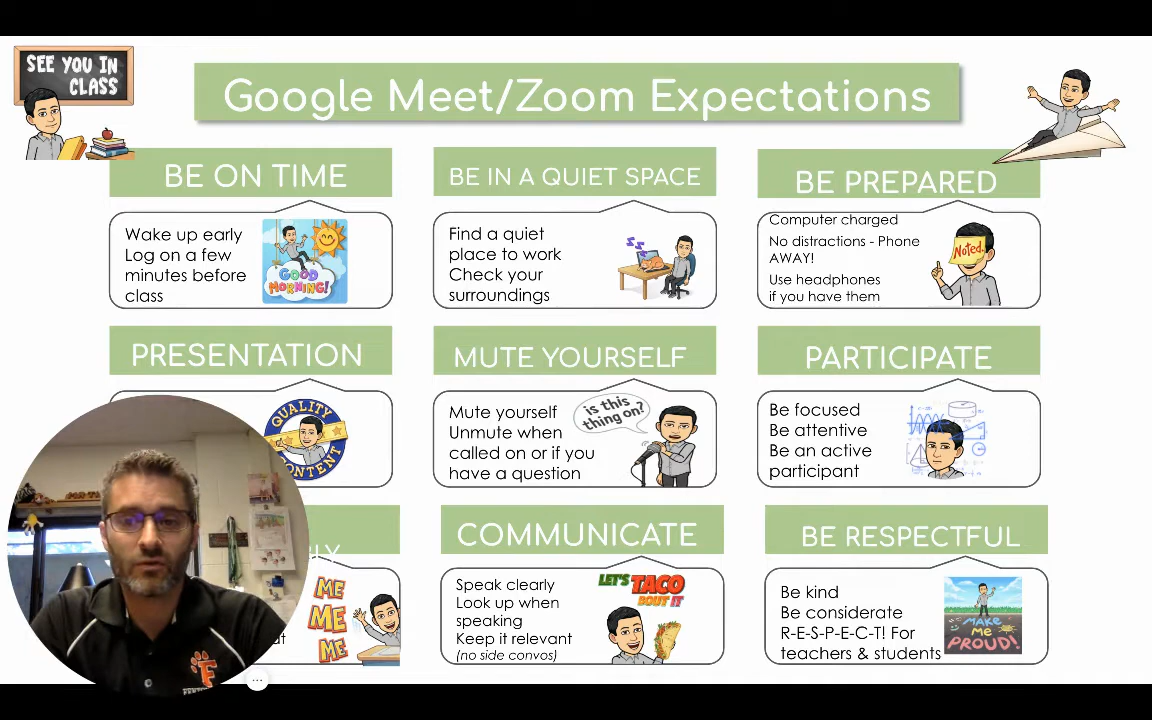 SEE YOU IN
CLASS
Google Meet/Zoom Expectations
BE ON TIME
Wake up early
Log on a few
minutes before
class
GOOD
MORNING!
BE IN A QUIET SPACE
Find a quiet
place to work
Check your
surroundings
BE PREPARED
Computer charged
No distractions - Phone
AWAY!
Use headphones
if you have them
Noted.
PRESENTATION
QUALITY
CONTENT
MUTE YOURSELF
Mute yourself
Unmute when
called on or if you
have a question
is this
thing on?
PARTICIPATE
Be focused
Be attentive
Be an active
participant
ME
ME
ME
COMMUNICATE
Speak clearly
Look up when
speaking
Keep it relevant
(no side convos)
LET'S TACO
BOUT IT
BE RESPECTFUL
Be kind
Be considerate
R-E-S-P-E-C-T! For
teachers & students
MAKE
ME
PROUD!
F